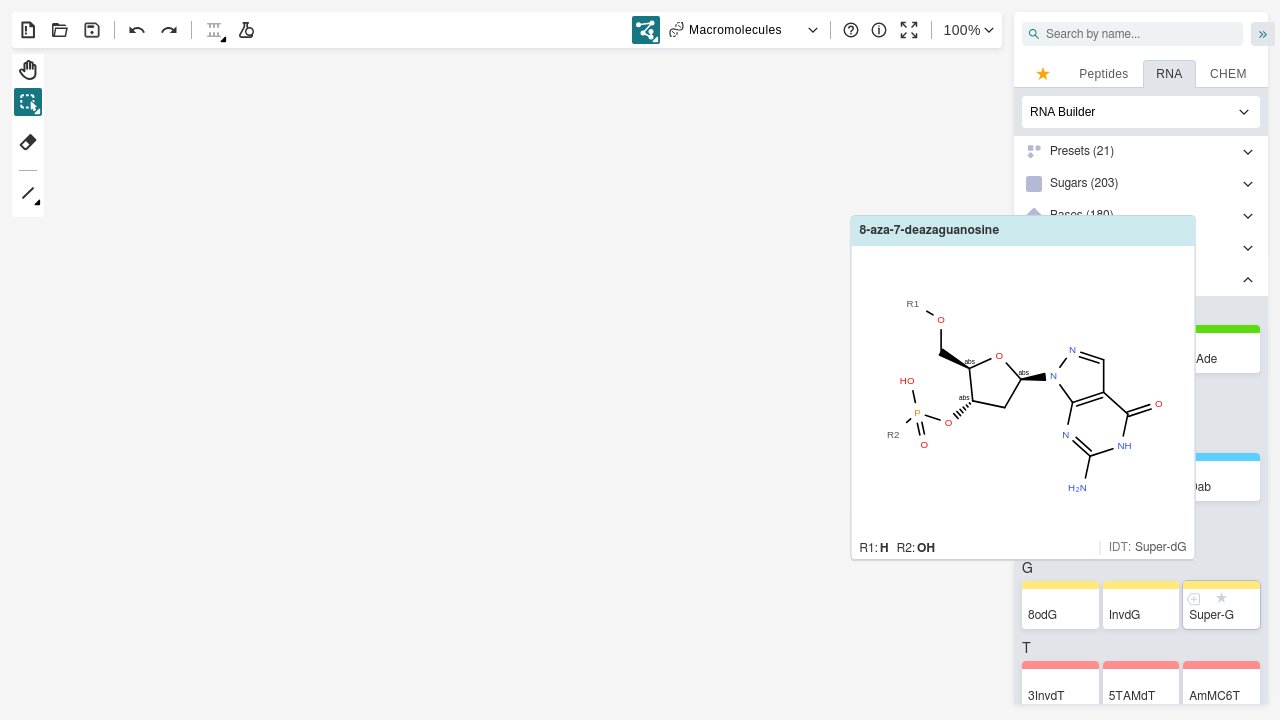 Macromolecules
100%
Search by name...
Peptides RNA CHEM
RNA Builder
Presets (21)
Sugars (203)
Bases (180)
8-aza-7-deazaguanosine
R1
O
O
abs
abs
abs
N
N
HO
P
R2
O
O
O
N
NH
H2N
R1: H R2: OH
IDT: Super-dG
Ade
G
8odG InvdG Super-G
T
3InvdT 5TAMdT AmMC6T